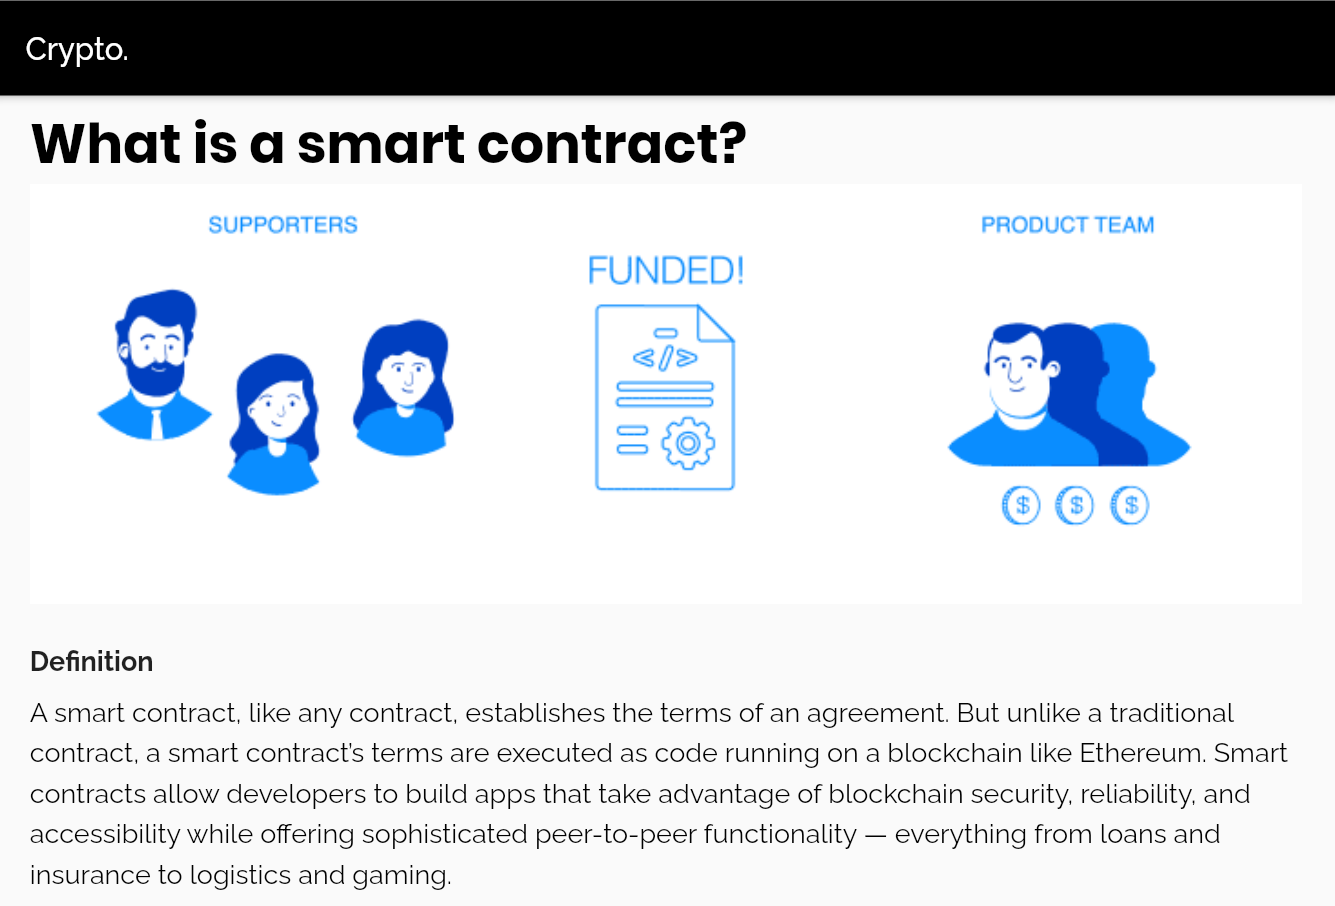 Crypto.
What is a smart contract?
SUPPORTERS
PRODUCT TEAM
FUNDED!
</>
$ $ $
Definition
A smart contract, like any contract, establishes the terms of an agreement. But unlike a traditional
contract, a smart contract’s terms are executed as code running on a blockchain like Ethereum. Smart
contracts allow developers to build apps that take advantage of blockchain security, reliability, and
accessibility while offering sophisticated peer-to-peer functionality — everything from loans and
insurance to logistics and gaming.